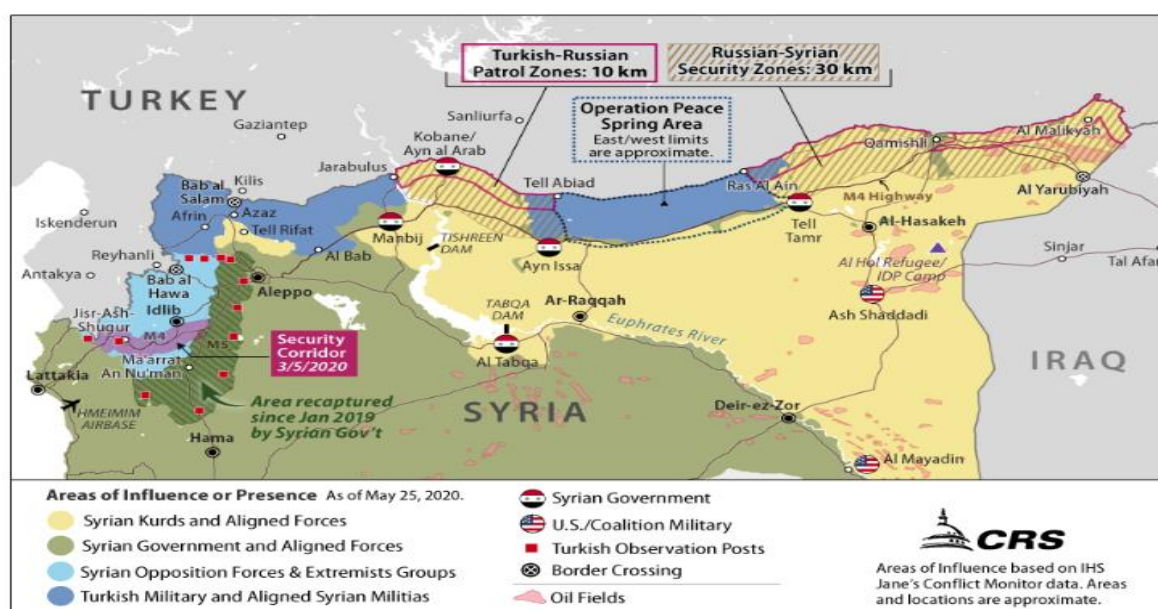 Turkish-Russian
Patrol Zones: 10 km
Russian-Syrian
Security Zones: 30 km
TURKEY
Operation Peace
Spring Area
East/west limits
are approximate.
Gaziantep
Sanliurfa
Kobane/
Ayn al Arab
Jarabulus
Tell Abiad
Ras Al Ain
Qamishli
Al Malikyah
Bab al
Salam
Kilis
Afrin
Azaz
Tell Rifat
Iskenderun
Manbij
TISHREEN
DAM
Ayn Issa
Tell
Tamr
M4 Highway
Al Yarubiyah
Al-Hasakeh
Reyhanli
Antakya
Bab al
Hawa
Al Bab
Aleppo
Idlib
Al Hol Refugee/
IDP Camp
Sinjar
Tal Afar
Jisr-Ash-
Shugur
M4
M5
Security
Corridor
3/5/2020
TABQA
DAM
Ar-Raqqah
Euphrates River
Ash Shaddadi
Ma'arrat
An Nu'man
Al Tabqa
IRAQ
Lattakia
HMEIMIM
AIRBASE
Area recaptured
since Jan 2019
by Syrian Gov't
SYRIA
Deir-ez-Zor
Hama
Al Mayadin
Areas of Influence or Presence As of May 25, 2020.
Syrian Kurds and Aligned Forces
Syrian Government and Aligned Forces
Syrian Opposition Forces & Extremists Groups
Turkish Military and Aligned Syrian Militias
Syrian Government
U.S./Coalition Military
Turkish Observation Posts
Border Crossing
Oil Fields
CRS
Areas of Influence based on IHS
Jane's Conflict Monitor data. Areas
and locations are approximate.